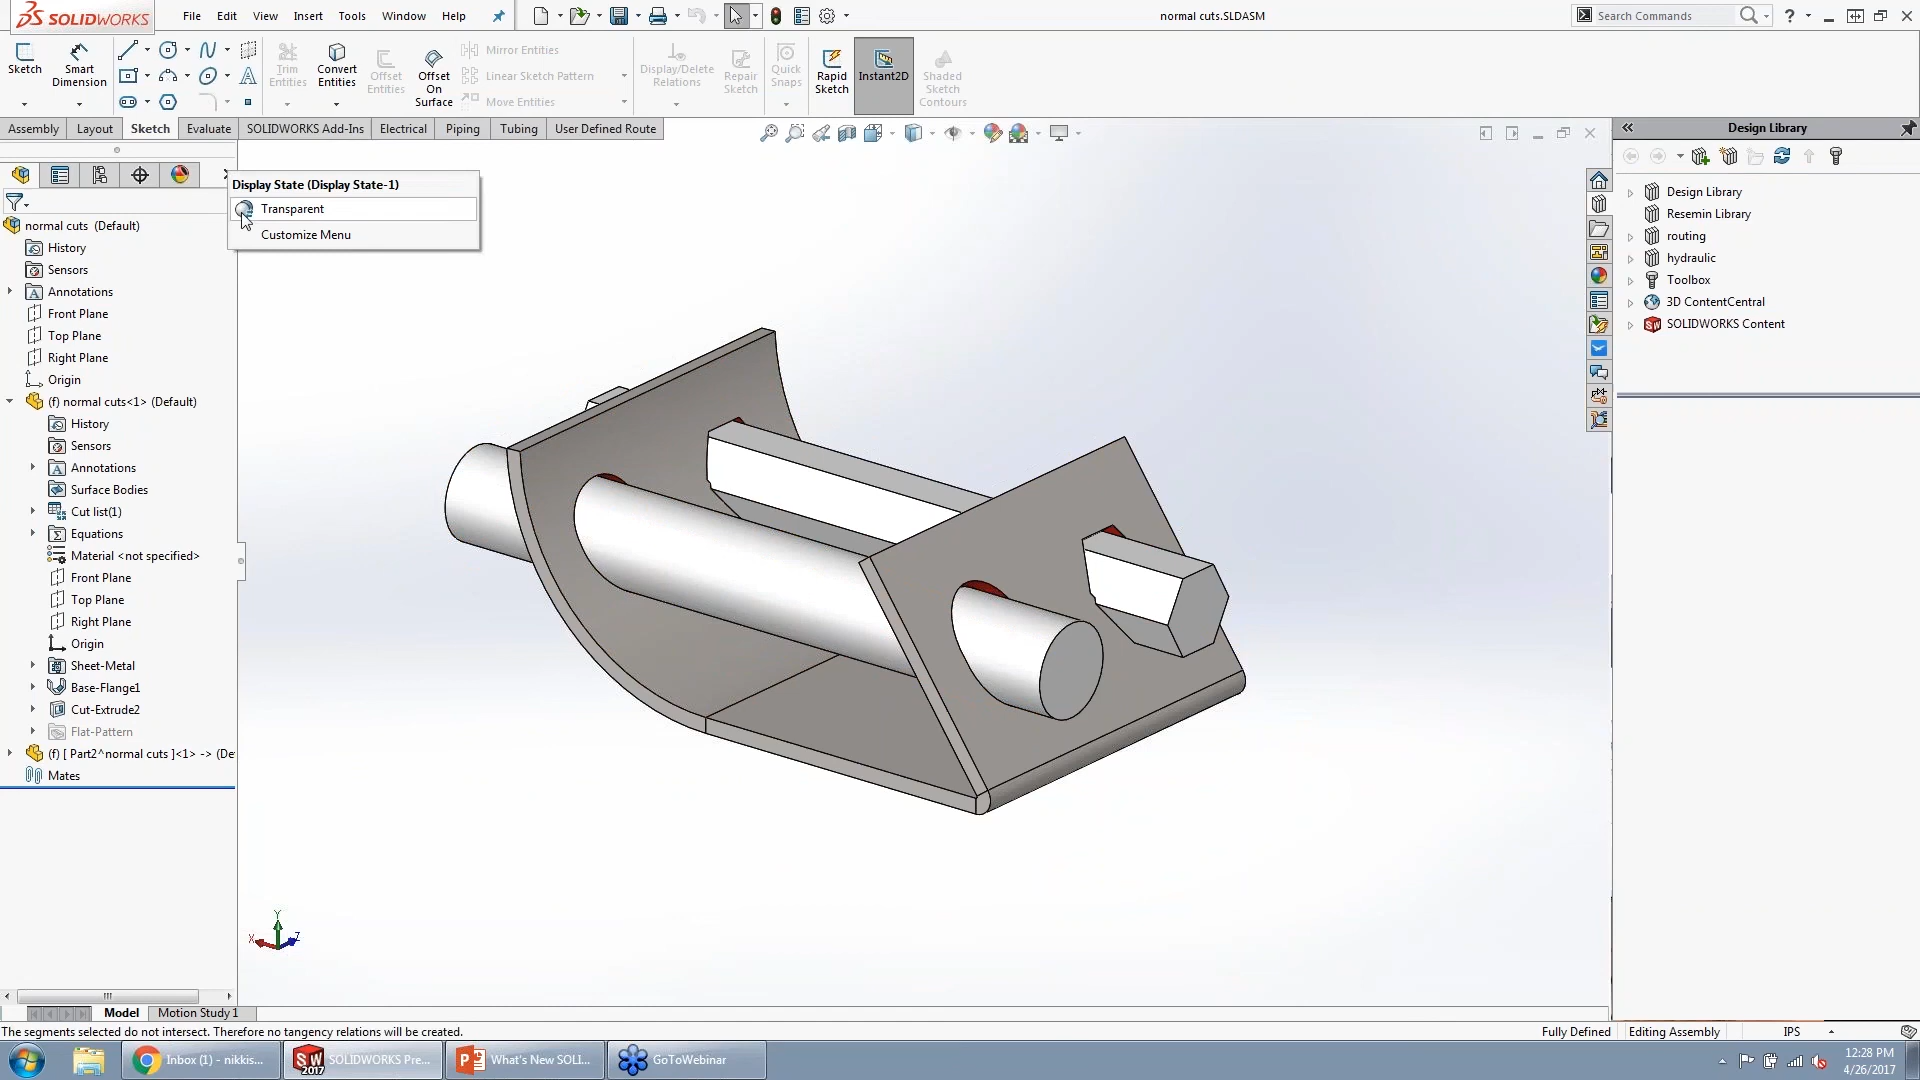 SOLIDWORKS
File Edit View Insert Tools Window Help
normal cuts.SLDASM
Search Commands
Sketch
Smart Dimension
Trim Entities
Convert Entities
Offset Entities
Offset On Surface
Mirror Entities
Linear Sketch Pattern
Move Entities
Display/Delete Relations
Repair Sketch
Quick Snaps
Rapid Sketch
Instant2D
Shaded Sketch Contours
Assembly Layout Sketch Evaluate SOLIDWORKS Add-Ins Electrical Piping Tubing User Defined Route
Design Library
Display State (Display State-1)
Transparent
Customize Menu
normal cuts (Default)
History
Sensors
Annotations
Front Plane
Top Plane
Right Plane
Origin
(f) normal cuts<1> (Default)
History
Sensors
Annotations
Surface Bodies
Cut list(1)
Equations
Material <not specified>
Front Plane
Top Plane
Right Plane
Origin
Sheet-Metal
Base-Flange1
Cut-Extrude2
Flat-Pattern
(f) [ Part2^normal cuts ]<1> -> (De
Mates
Design Library
Resemin Library
routing
hydraulic
Toolbox
3D ContentCentral
SOLIDWORKS Content
Y
X
Z
Model Motion Study 1
The segments selected do not intersect. Therefore no tangency relations will be created.
Fully Defined Editing Assembly IPS
Inbox (1) - nikkis...
SW 2017 SOLIDWORKS Pre...
What's New SOLI...
GoToWebinar
12:28 PM
4/26/2017